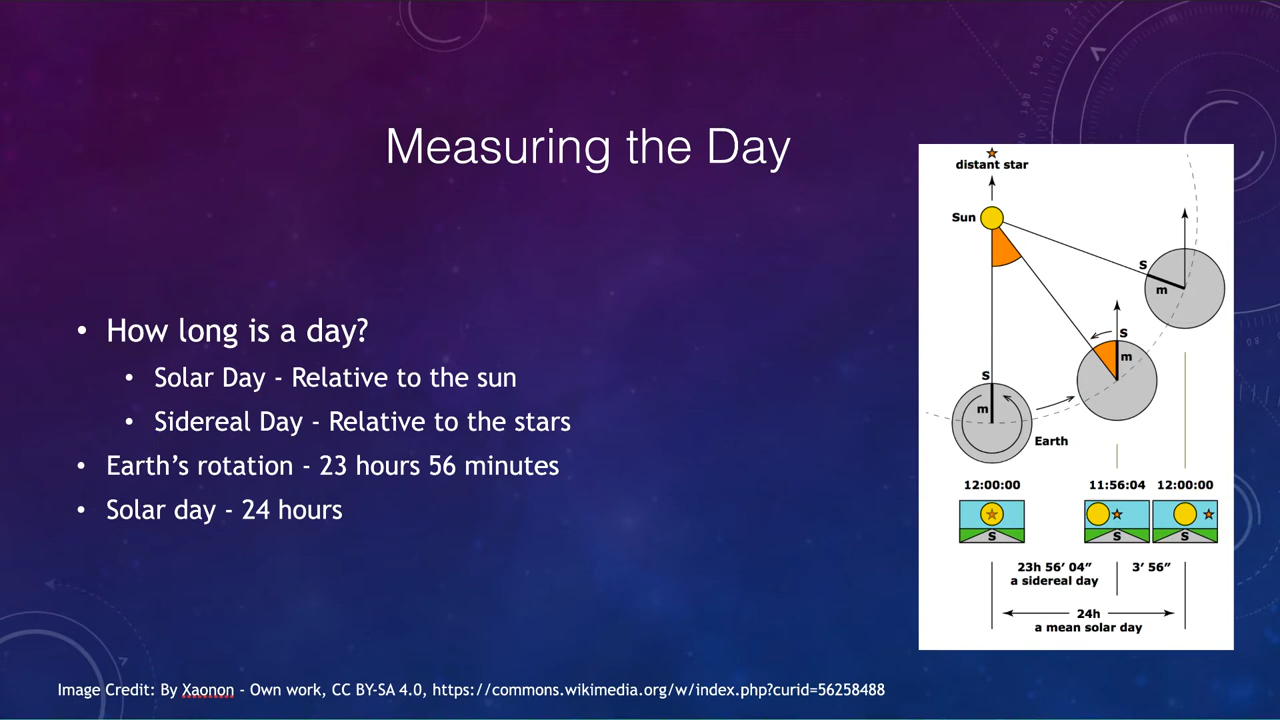 Measuring the Day
• How long is a day?
• Solar Day - Relative to the sun
• Sidereal Day - Relative to the stars
• Earth’s rotation - 23 hours 56 minutes
• Solar day - 24 hours
distant star
Sun
S
m
S
m
S
m
Earth
12:00:00
11:56:04
12:00:00
S
S
S
23h 56′ 04″
a sidereal day
3′ 56″
24h
a mean solar day
Image Credit: By Xaonon - Own work, CC BY-SA 4.0, https://commons.wikimedia.org/w/index.php?curid=56258488